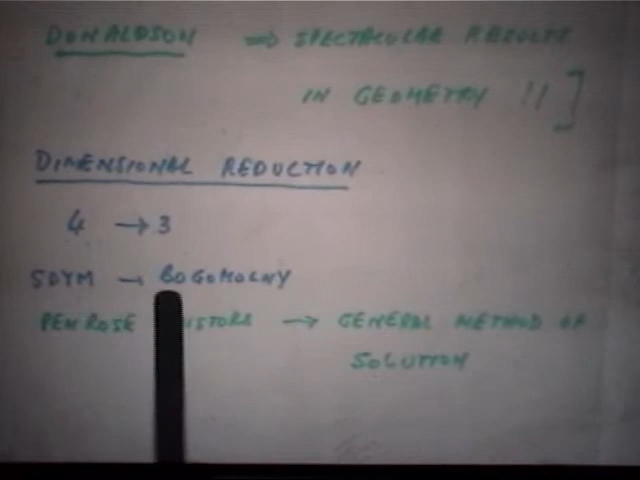 DONALDSON ⇒ SPECTACULAR RESULTS
IN GEOMETRY !! ]
DIMENSIONAL REDUCTION
4 → 3
SDYM → BOGOMOLNY
PENROSE → GENERAL METHOD OF
SOLUTION